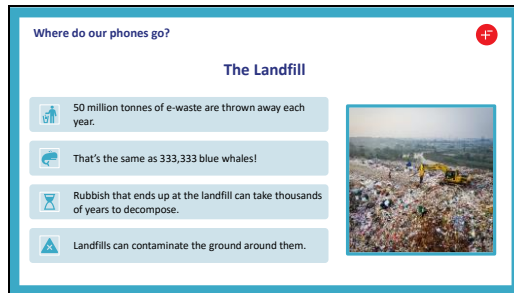 Where do our phones go?
The Landfill
50 million tonnes of e-waste are thrown away each
year.
That's the same as 333,333 blue whales!
Rubbish that ends up at the landfill can take thousands
of years to decompose.
Landfills can contaminate the ground around them.